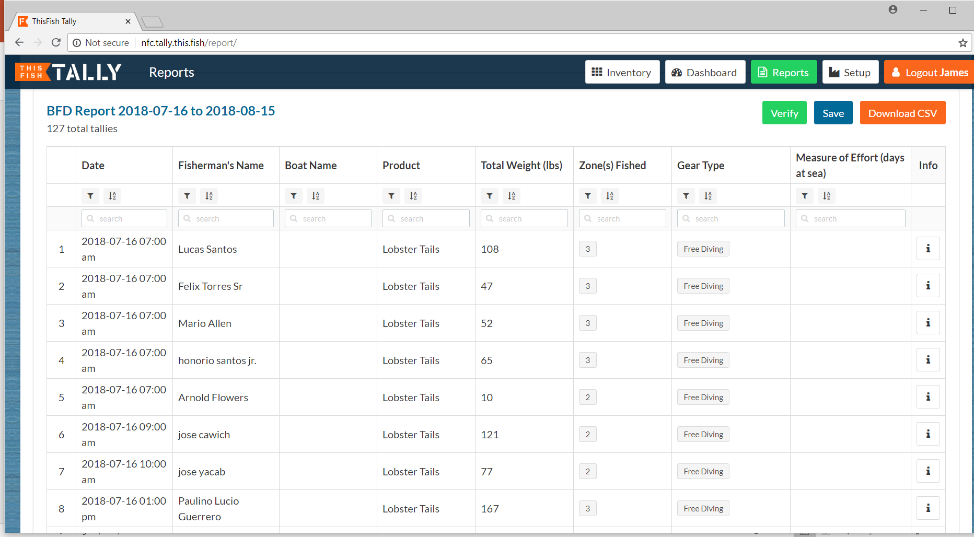 ThisFish Tally
Not secure nfc.tally.this.fish/report/
THIS FISH TALLY Reports Inventory Dashboard Reports Setup Logout James
BFD Report 2018-07-16 to 2018-08-15 Verify Save Download CSV
127 total tallies
Date Fisherman's Name Boat Name Product Total Weight (lbs) Zone(s) Fished Gear Type Measure of Effort (days at sea) Info
search search search search search search search search
1 2018-07-16 07:00 am Lucas Santos Lobster Tails 108 3 Free Diving
2 2018-07-16 07:00 am Felix Torres Sr Lobster Tails 47 3 Free Diving
3 2018-07-16 07:00 am Mario Allen Lobster Tails 52 3 Free Diving
4 2018-07-16 07:00 am honorio santos jr. Lobster Tails 65 3 Free Diving
5 2018-07-16 07:00 am Arnold Flowers Lobster Tails 10 2 Free Diving
6 2018-07-16 09:00 am jose cawich Lobster Tails 121 2 Free Diving
7 2018-07-16 10:00 am jose yacab Lobster Tails 77 2 Free Diving
8 2018-07-16 01:00 pm Paulino Lucio Guerrero Lobster Tails 167 3 Free Diving